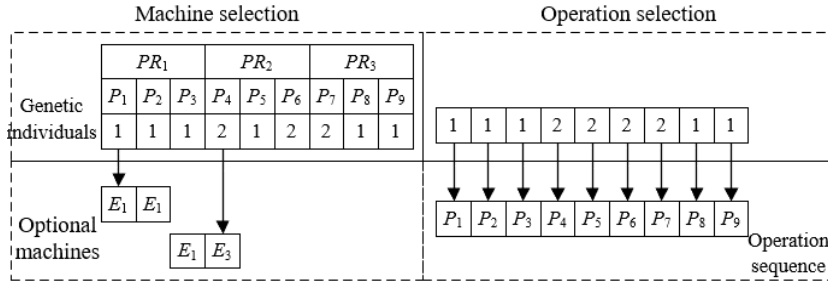 Machine selection
Operation selection
PR1 PR2 PR3
P1 P2 P3 P4 P5 P6 P7 P8 P9
Genetic
individuals
1 1 1 2 1 2 2 1 1
1 1 1 2 2 2 2 1 1
E1 E1
Optional
machines
E1 E3
P1 P2 P3 P4 P5 P6 P7 P8 P9
Operation
sequence